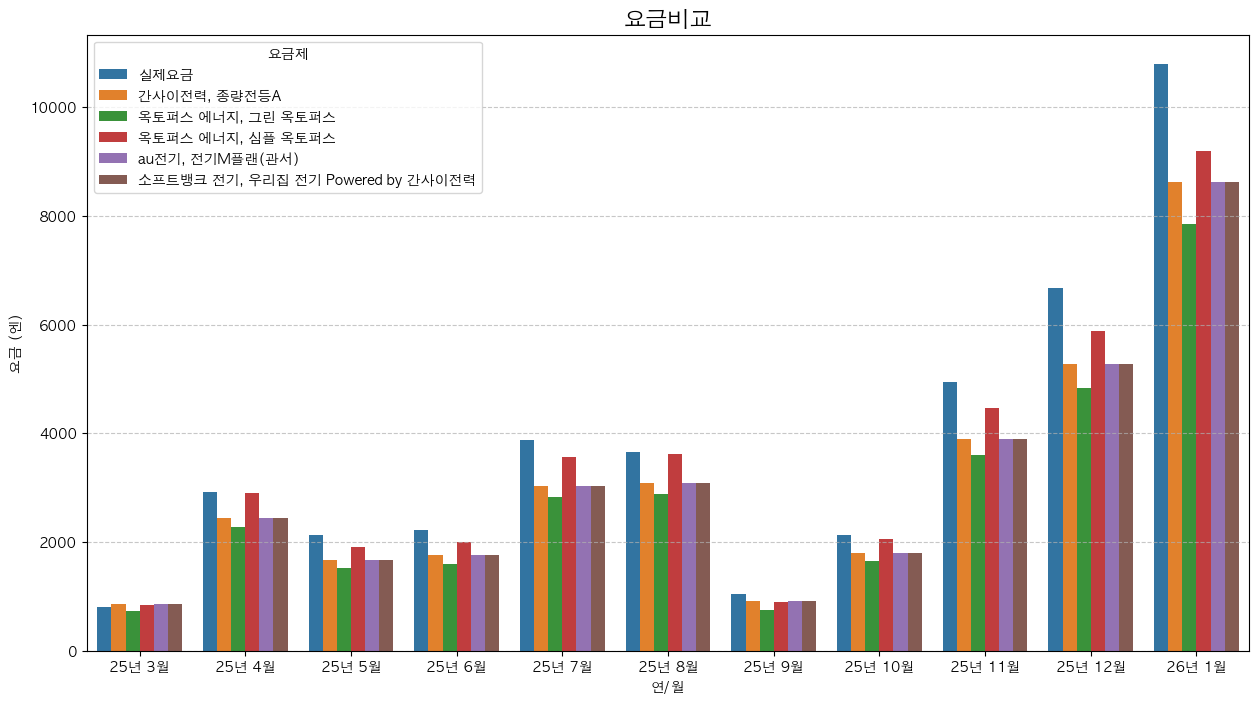 요금비교
요금제
실제요금
간사이전력, 종량전등A
옥토퍼스 에너지, 그린 옥토퍼스
옥토퍼스 에너지, 심플 옥토퍼스
au전기, 전기M플랜(관서)
소프트뱅크 전기, 우리집 전기 Powered by 간사이전력
요금 (엔)
10000
8000
6000
4000
2000
0
25년 3월
25년 4월
25년 5월
25년 6월
25년 7월
25년 8월
25년 9월
25년 10월
25년 11월
25년 12월
26년 1월
연/월